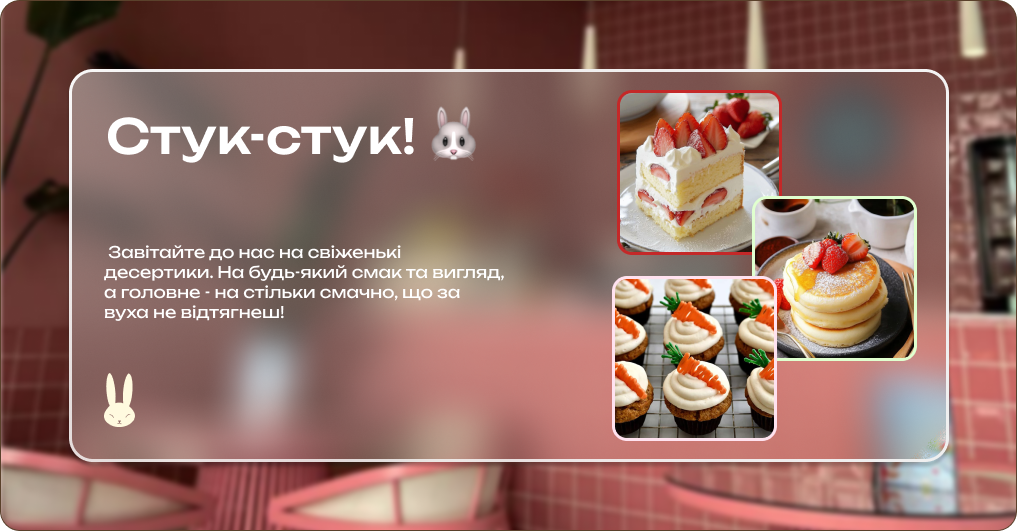 Стук-стук!
Завітайте до нас на свіженькі
десертики. На будь-який смак та вигляд,
а головне - на стільки смачно, що за
вуха не відтягнеш!